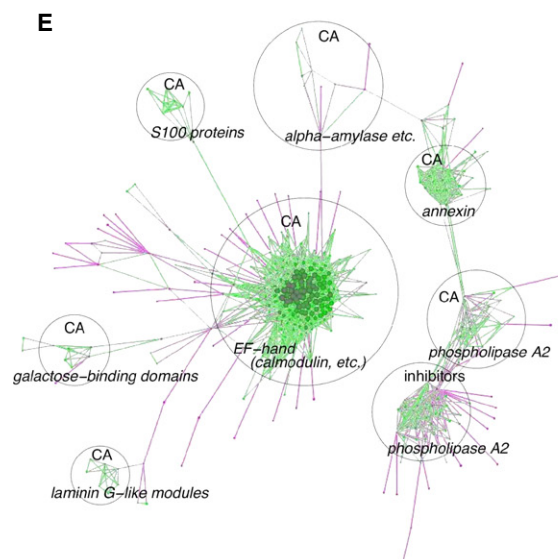 E
CA
S100 proteins
CA
alpha−amylase etc.
CA
annexin
CA
EF−hand
(calmodulin, etc.)
CA
phospholipase A2
inhibitors
phospholipase A2
CA
galactose−binding domains
CA
laminin G−like modules